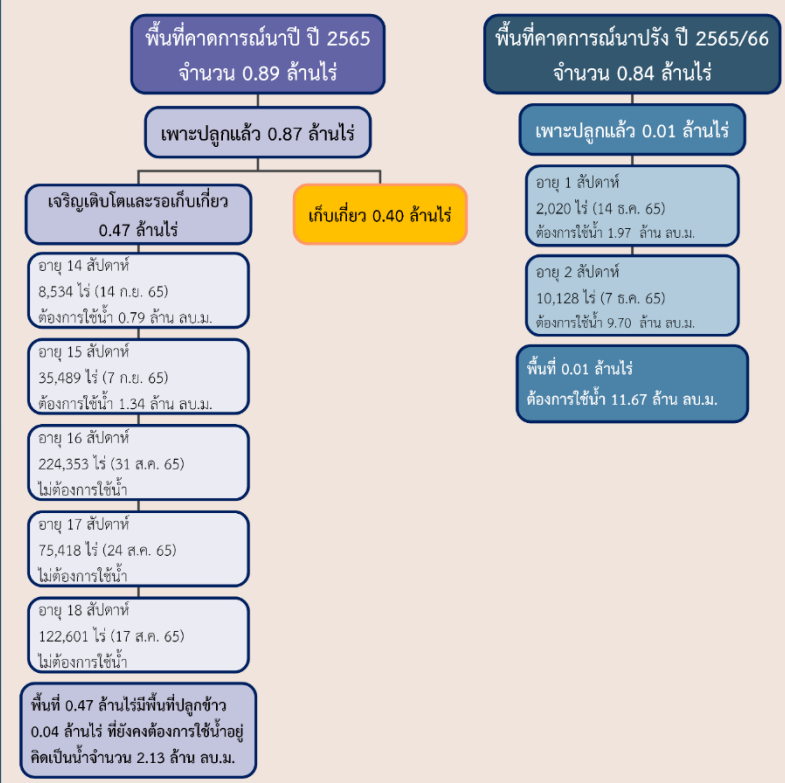 พื้นที่คาดการณ์นาปี ปี 2565
จำนวน 0.89 ล้านไร่
เพาะปลูกแล้ว 0.87 ล้านไร่
เจริญเติบโตและรอเก็บเกี่ยว
0.47 ล้านไร่
เก็บเกี่ยว 0.40 ล้านไร่
อายุ 14 สัปดาห์
8,534 ไร่ (14 ก.ย. 65)
ต้องการใช้น้ำ 0.79 ล้าน ลบ.ม.
อายุ 15 สัปดาห์
35,489 ไร่ (7 ก.ย. 65)
ต้องการใช้น้ำ 1.34 ล้าน ลบ.ม.
อายุ 16 สัปดาห์
224,353 ไร่ (31 ส.ค. 65)
ไม่ต้องการใช้น้ำ
อายุ 17 สัปดาห์
75,418 ไร่ (24 ส.ค. 65)
ไม่ต้องการใช้น้ำ
อายุ 18 สัปดาห์
122,601 ไร่ (17 ส.ค. 65)
ไม่ต้องการใช้น้ำ
พื้นที่ 0.47 ล้านไร่มีพื้นที่ปลูกข้าว
0.04 ล้านไร่ ที่ยังคงต้องการใช้น้ำอยู่
คิดเป็นน้ำจำนวน 2.13 ล้าน ลบ.ม.
พื้นที่คาดการณ์นาปรัง ปี 2565/66
จำนวน 0.84 ล้านไร่
เพาะปลูกแล้ว 0.01 ล้านไร่
อายุ 1 สัปดาห์
2,020 ไร่ (14 ธ.ค. 65)
ต้องการใช้น้ำ 1.97 ล้าน ลบ.ม.
อายุ 2 สัปดาห์
10,128 ไร่ (7 ธ.ค. 65)
ต้องการใช้น้ำ 9.70 ล้าน ลบ.ม.
พื้นที่ 0.01 ล้านไร่
ต้องการใช้น้ำ 11.67 ล้าน ลบ.ม.